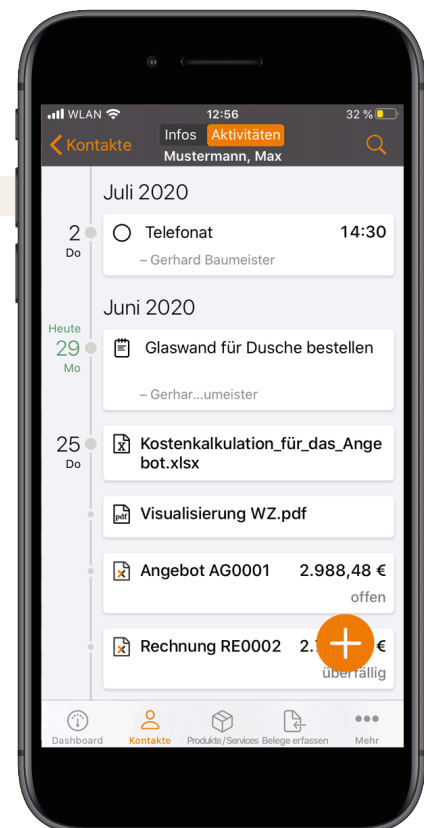 WLAN 12:56 32 %
Kontakte Infos Aktivitäten
Mustermann, Max
Juli 2020
2 Telefonat 14:30
Do – Gerhard Baumeister
Juni 2020
Heute
29 Glaswand für Dusche bestellen
Mo
– Gerhar...umeister
25 Kostenkalkulation_für_das_Ange
Do bot.xlsx
pdf Visualisierung WZ.pdf
Angebot AG0001 2.988,48 €
offen
Rechnung RE0002 2. €
überfällig
Dashboard Kontakte Produkte/Services Belege erfassen Mehr